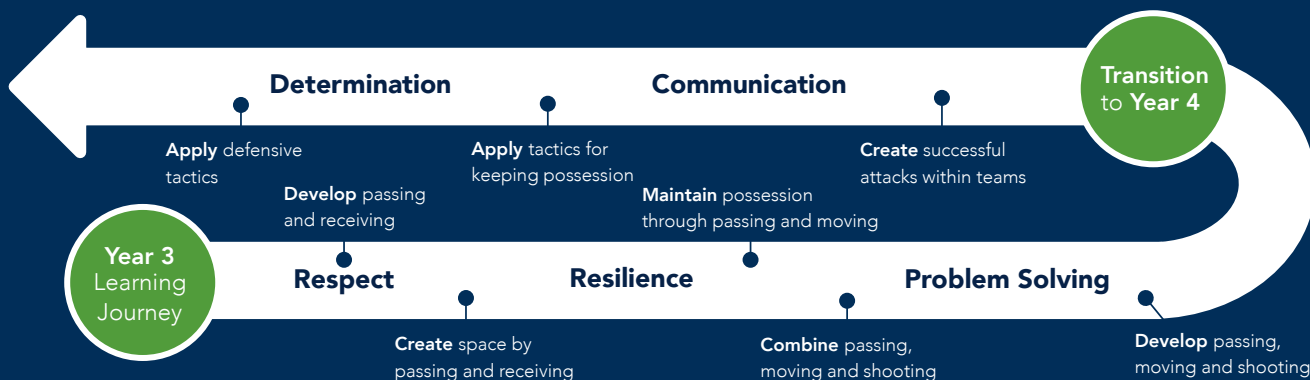 Determination
Communication
Transition
to Year 4
Apply defensive
tactics
Apply tactics for
keeping possession
Create successful
attacks within teams
Develop passing
and receiving
Maintain possession
through passing and moving
Year 3
Learning
Journey
Respect
Resilience
Problem Solving
Create space by
passing and receiving
Combine passing,
moving and shooting
Develop passing,
moving and shooting